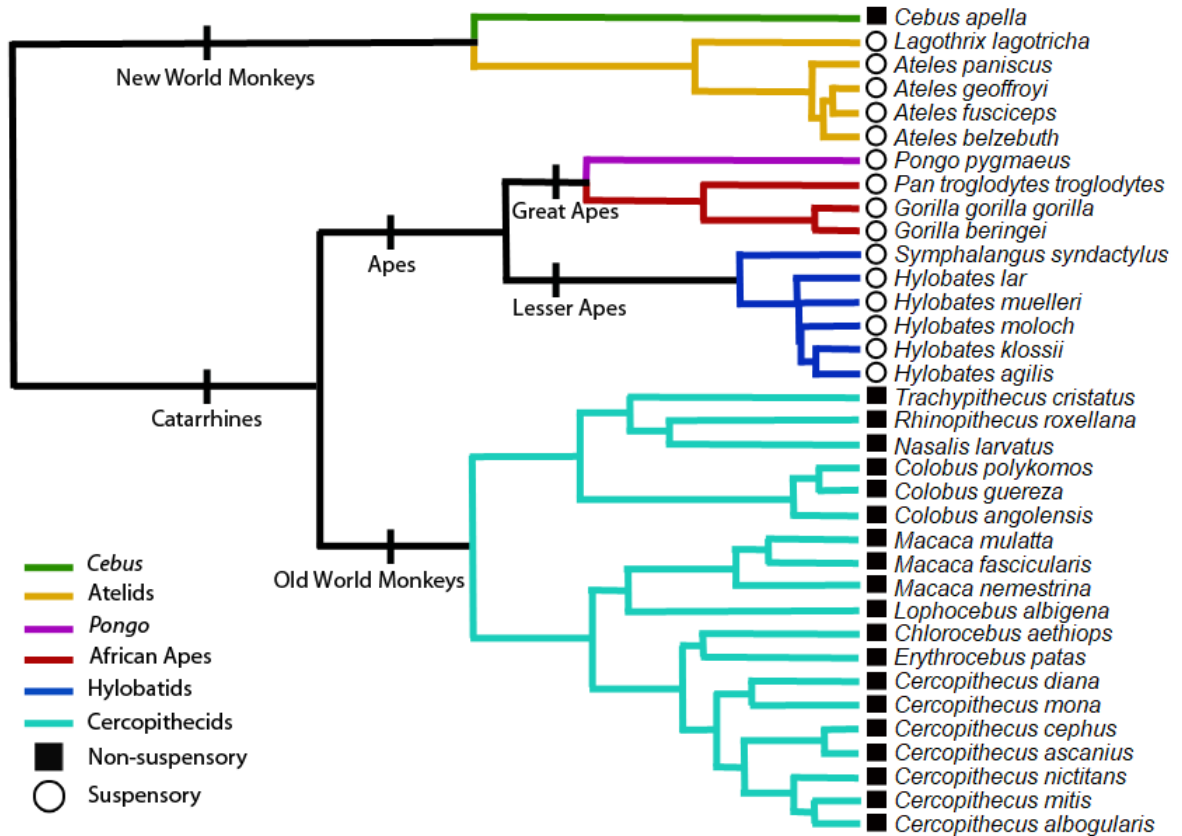 Cebus apella
Lagothrix lagotricha
New World Monkeys
Ateles paniscus
Ateles geoffroyi
Ateles fusciceps
Ateles belzebuth
Pongo pygmaeus
Pan troglodytes troglodytes
Great Apes
Gorilla gorilla gorilla
Gorilla beringei
Apes
Symphalangus syndactylus
Hylobates lar
Lesser Apes
Hylobates muelleri
Hylobates moloch
Hylobates klossii
Hylobates agilis
Catarrhines
Trachypithecus cristatus
Rhinopithecus roxellana
Nasalis larvatus
Colobus polykomos
Colobus guereza
Colobus angolensis
Macaca mulatta
Macaca fascicularis
Macaca nemestrina
Old World Monkeys
Lophocebus albigena
Chlorocebus aethiops
Erythrocebus patas
Cercopithecus diana
Cercopithecus mona
Cercopithecus cephus
Cercopithecus ascanius
Cercopithecus nictitans
Cercopithecus mitis
Cercopithecus albogularis
Cebus
Atelids
Pongo
African Apes
Hylobatids
Cercopithecids
Non-suspensory
Suspensory